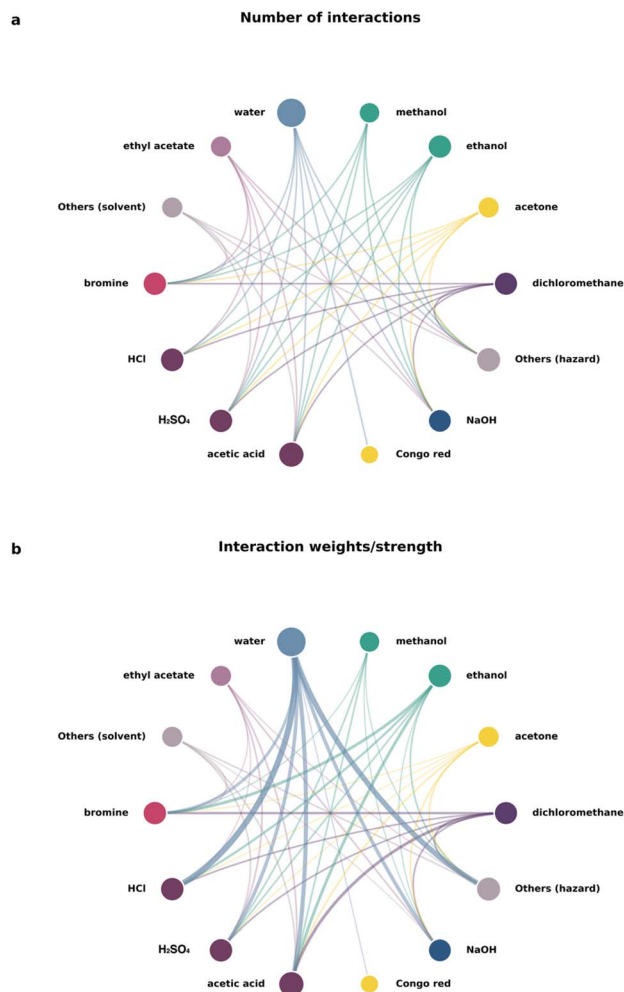 a
Number of interactions
water
methanol
ethyl acetate
ethanol
Others (solvent)
acetone
bromine
dichloromethane
HCl
Others (hazard)
H₂SO₄
NaOH
acetic acid
Congo red
b
Interaction weights/strength
water
methanol
ethyl acetate
ethanol
Others (solvent)
acetone
bromine
dichloromethane
HCl
Others (hazard)
H₂SO₄
NaOH
acetic acid
Congo red